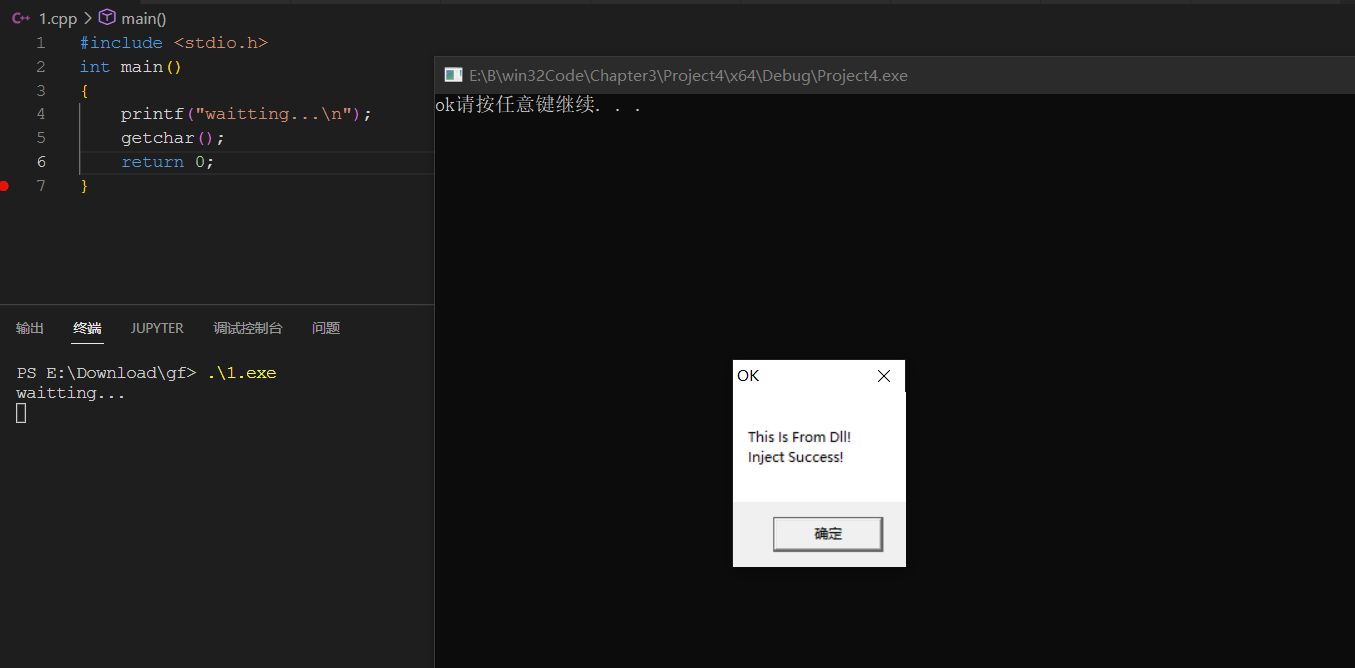 C++ 1.cpp > main()
1 #include <stdio.h>
2 int main()
3 {
4 printf("waitting...\n");
5 getchar();
6 return 0;
7 }
输出 终端 JUPYTER 调试控制台 问题
PS E:\Download\gf> .\1.exe
waitting...
E:\B\win32Code\Chapter3\Project4\x64\Debug\Project4.exe
ok请按任意键继续. . .
OK
This Is From Dll!
Inject Success!
确定